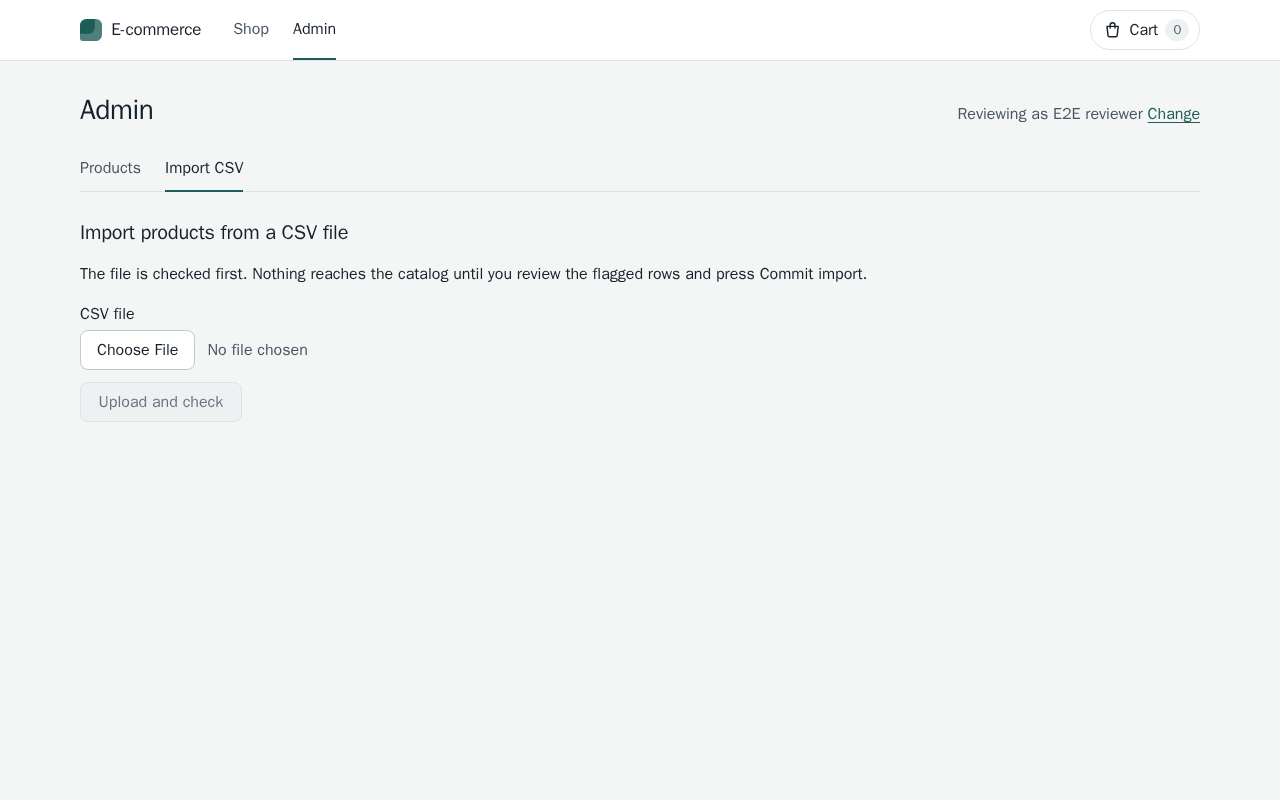 E-commerce
Shop
Admin
Cart 0
Admin
Reviewing as E2E reviewer Change
Products
Import CSV
Import products from a CSV file
The file is checked first. Nothing reaches the catalog until you review the flagged rows and press Commit import.
CSV file
Choose File No file chosen
Upload and check